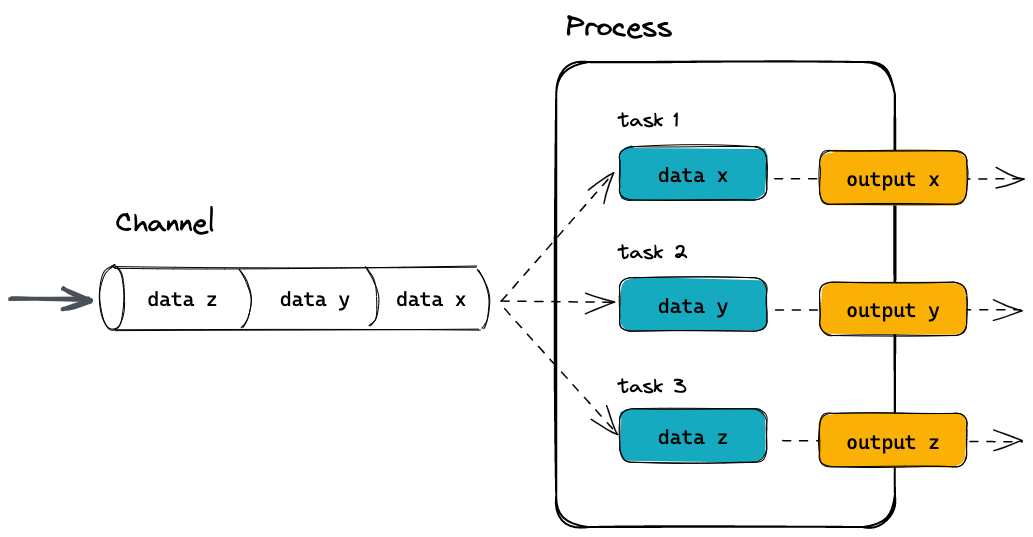 Process
task 1
data x
output x
Channel
task 2
data z
data y
data x
data y
output y
task 3
data z
output z